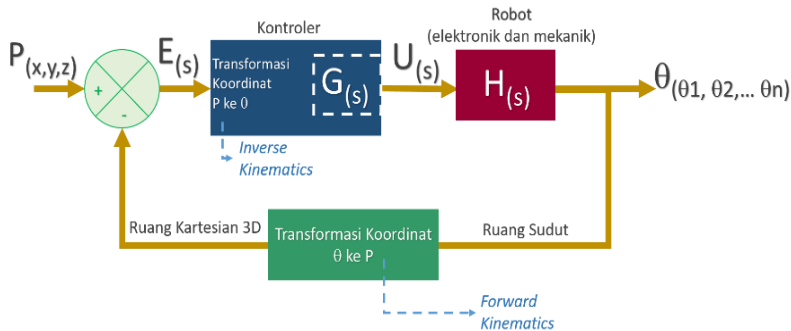 Kontroler
Robot
(elektronik dan mekanik)
P(x,y,z)
E(s)
Transformasi
Koordinat
P ke θ
G(s)
U(s)
H(s)
θ(θ1, θ2,... θn)
+
-
Inverse
Kinematics
Ruang Kartesian 3D
Transformasi Koordinat
θ ke P
Ruang Sudut
Forward
Kinematics